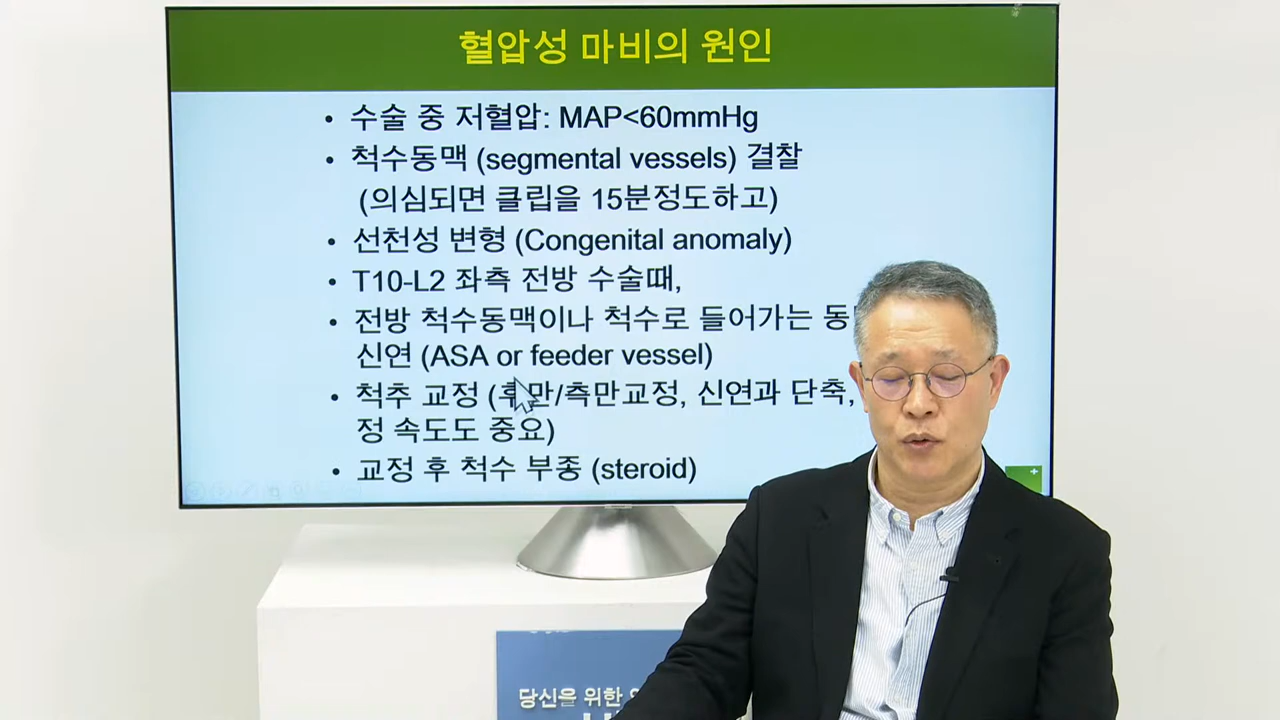 혈압성 마비의 원인
• 수술 중 저혈압: MAP<60mmHg
• 척수동맥 (segmental vessels) 결찰
(의심되면 클립을 15분정도하고)
• 선천성 변형 (Congenital anomaly)
• T10-L2 좌측 전방 수술때,
• 전방 척수동맥이나 척수로 들어가는
신연 (ASA or feeder vessel)
• 척추 교정 (후만/측만교정, 신연과 단축,
정 속도도 중요)
• 교정 후 척수 부종 (steroid)
당신을 위한